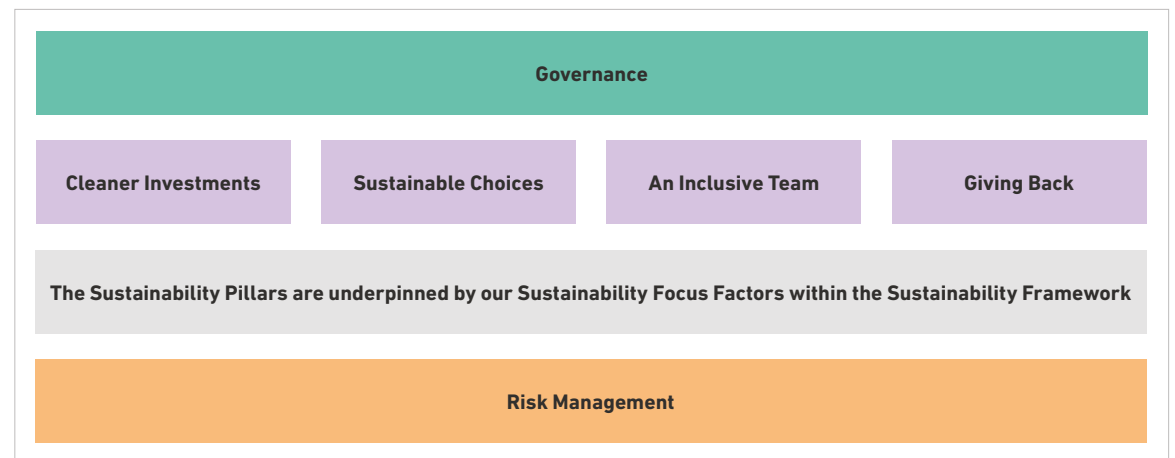 Governance
Cleaner Investments
Sustainable Choices
An Inclusive Team
Giving Back
The Sustainability Pillars are underpinned by our Sustainability Focus Factors within the Sustainability Framework
Risk Management